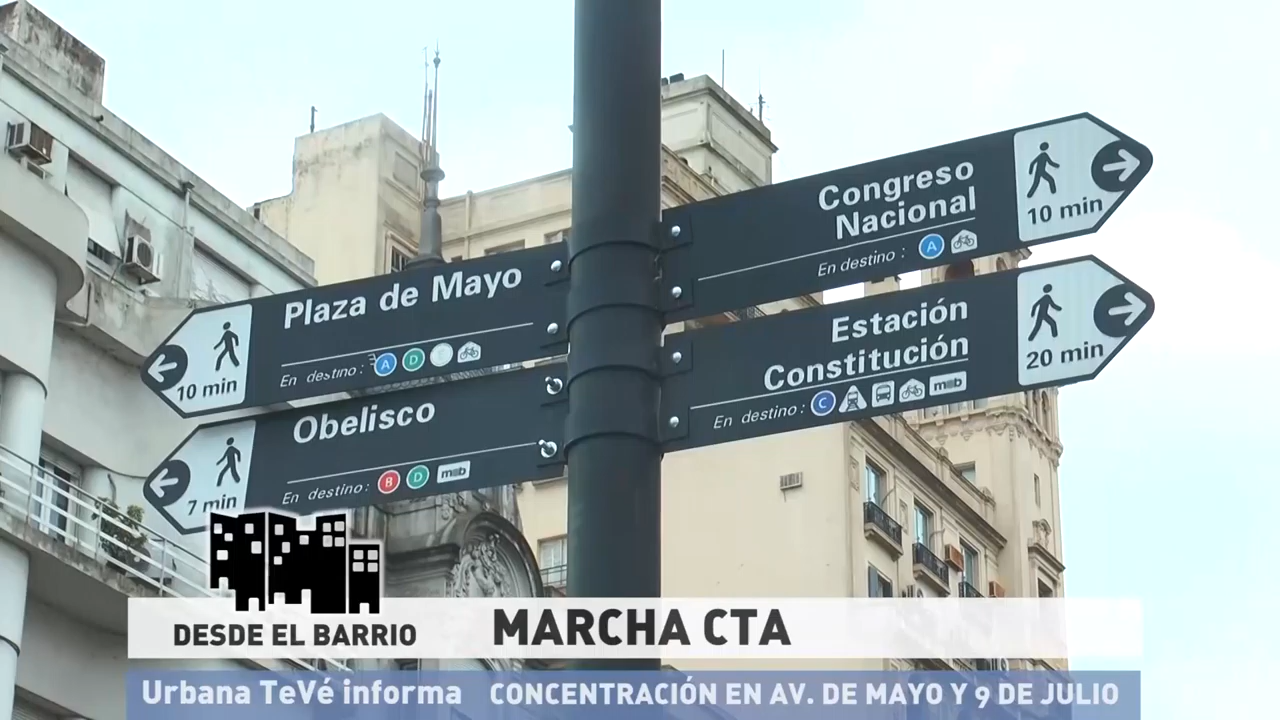 Congreso
Nacional
En destino: A
10 min
Plaza de Mayo
En destino: A D
10 min
Estación
Constitución
En destino: C mb
20 min
Obelisco
En destino: B D mb
7 min
DESDE EL BARRIO
MARCHA CTA
Urbana TeVé informa
CONCENTRACIÓN EN AV. DE MAYO Y 9 DE JULIO